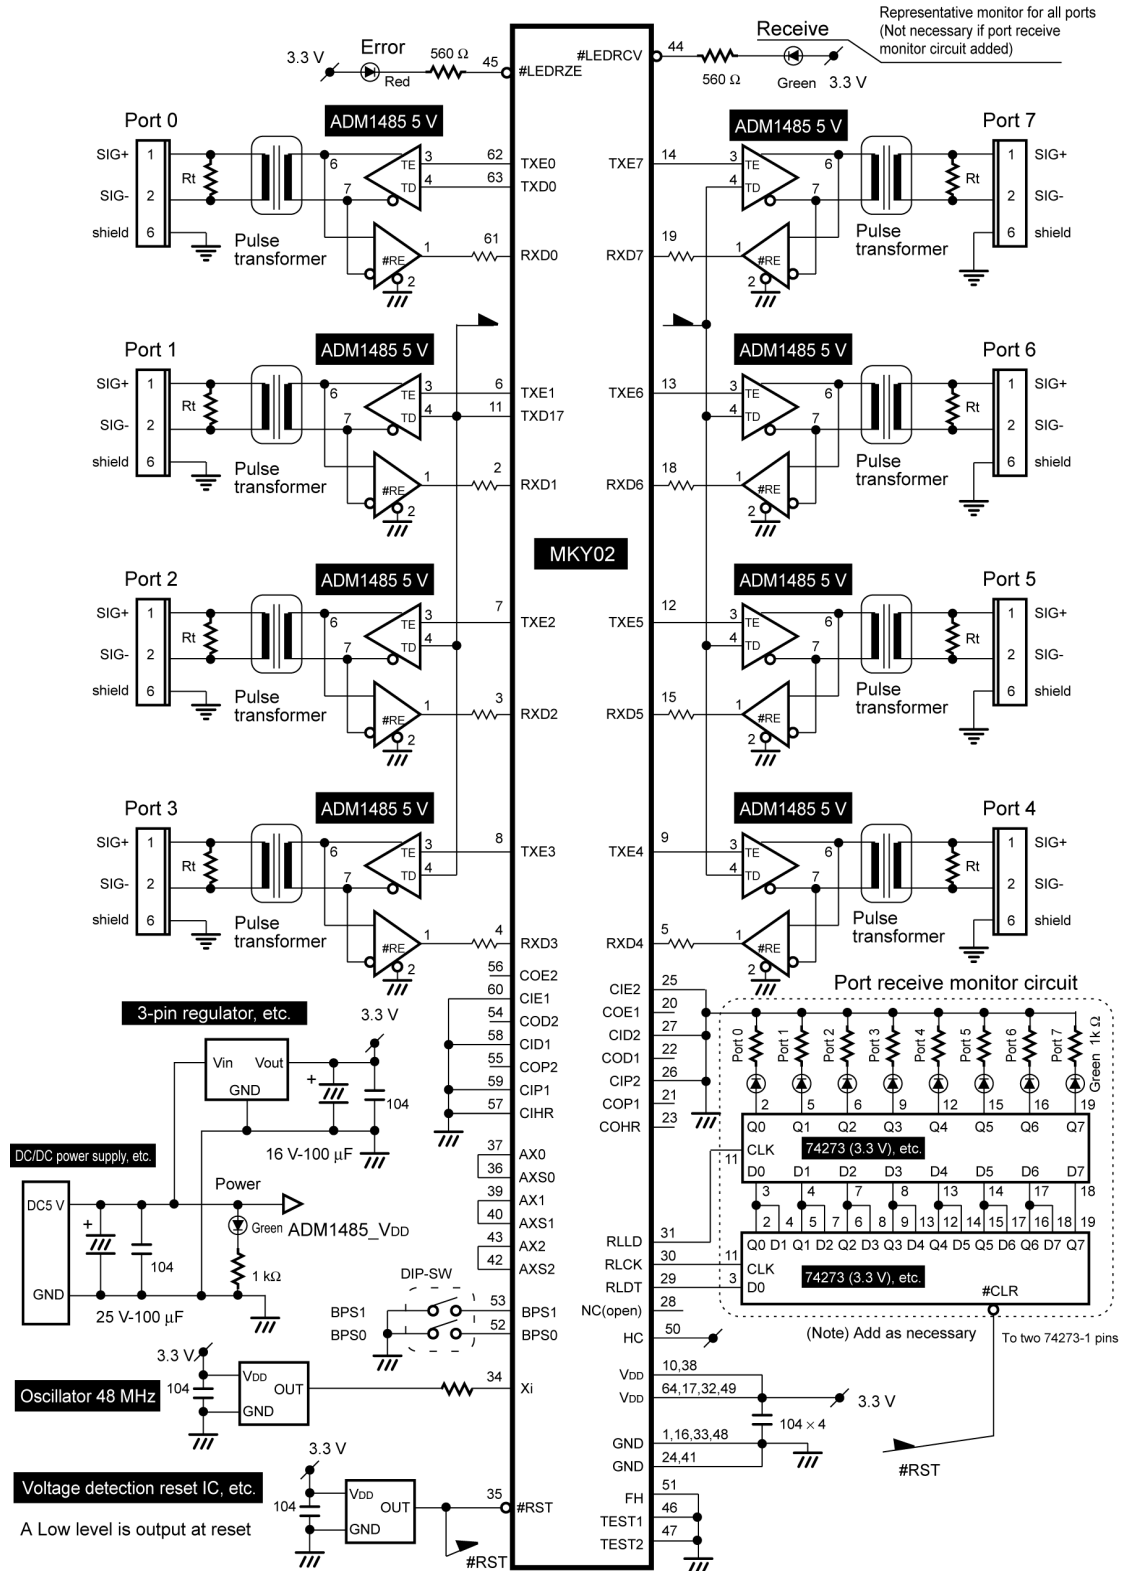 Representative monitor for all ports
(Not necessary if port receive
monitor circuit added)
Receive
Error
3.3 V
560 Ω
45
#LEDRZE
Red
#LEDRCV
44
560 Ω
Green
3.3 V
Port 0
ADM1485 5 V
SIG+
1
Rt
SIG-
2
shield
6
Pulse
transformer
6
7
TE
3
62
TXE0
TD
4
63
TXD0
#RE
1
2
61
RXD0
ADM1485 5 V
Port 7
TXE7
14
3
TE
4
TD
6
7
Rt
1
SIG+
2
SIG-
6
shield
Pulse
transformer
RXD7
19
1
#RE
2
Port 1
ADM1485 5 V
SIG+
1
Rt
SIG-
2
shield
6
Pulse
transformer
6
7
TE
3
6
TXE1
TD
4
11
TXD17
#RE
1
2
2
RXD1
ADM1485 5 V
Port 6
TXE6
13
3
TE
4
TD
6
7
Rt
1
SIG+
2
SIG-
6
shield
Pulse
transformer
RXD6
18
1
#RE
2
MKY02
Port 2
ADM1485 5 V
SIG+
1
Rt
SIG-
2
shield
6
Pulse
transformer
6
7
TE
3
7
TXE2
TD
4
#RE
1
2
3
RXD2
ADM1485 5 V
Port 5
TXE5
12
3
TE
4
TD
6
7
Rt
1
SIG+
2
SIG-
6
shield
Pulse
transformer
RXD5
15
1
#RE
2
Port 3
ADM1485 5 V
SIG+
1
Rt
SIG-
2
shield
6
Pulse
transformer
6
7
TE
3
8
TXE3
TD
4
#RE
1
2
4
RXD3
ADM1485 5 V
Port 4
TXE4
9
3
TE
4
TD
6
7
Rt
1
SIG+
2
SIG-
6
shield
Pulse
transformer
RXD4
5
1
#RE
2
56
COE2
60
CIE1
54
COD2
58
CID1
55
COP2
59
CIP1
57
CIHR
37
AX0
36
AXS0
39
AX1
40
AXS1
43
AX2
42
AXS2
CIE2
25
COE1
20
CID2
27
COD1
22
CIP2
26
COP1
21
COHR
23
3-pin regulator, etc.
3.3 V
Vin
Vout
GND
+
104
16 V-100 µF
DC/DC power supply, etc.
DC5 V
GND
+
104
25 V-100 µF
Power
Green
1 kΩ
ADM1485_VDD
DIP-SW
BPS1
53
BPS1
BPS0
52
BPS0
3.3 V
Oscillator 48 MHz
104
VDD
OUT
GND
34
Xi
3.3 V
Voltage detection reset IC, etc.
104
VDD
OUT
GND
35
#RST
A Low level is output at reset
#RST
Port receive monitor circuit
Port 0
Port 1
Port 2
Port 3
Port 4
Port 5
Port 6
Port 7
Green 1k Ω
2
5
6
9
12
15
16
19
Q0
Q1
Q2
Q3
Q4
Q5
Q6
Q7
11
CLK
74273 (3.3 V), etc.
D0
D1
D2
D3
D4
D5
D6
D7
3
4
7
8
13
14
17
18
2
4
5
7
6
8
9
13
12
14
15
17
16
18
19
Q0
D1
Q1
D2
Q2
D3
Q3
D4
Q4
D5
Q5
D6
Q6
D7
Q7
RLLD
31
RLCK
30
11
CLK
RLDT
29
3
D0
74273 (3.3 V), etc.
#CLR
NC(open)
28
HC
50
(Note) Add as necessary
To two 74273-1 pins
VDD
10,38
VDD
64,17,32,49
3.3 V
104 × 4
GND
1,16,33,48
GND
24,41
#RST
FH
51
TEST1
46
TEST2
47